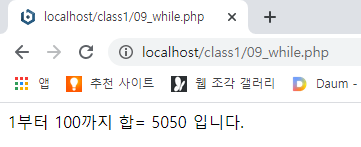 localhost/class1/09_while.php
localhost/class1/09_while.php
앱 추천 사이트 웹 조각 갤러리 Daum -
1부터 100까지 합= 5050 입니다.